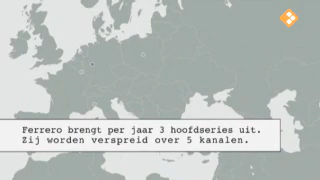 Ferrero brengt per jaar 3 hoofdseries uit.
Zij worden verspreid over 5 kanalen.